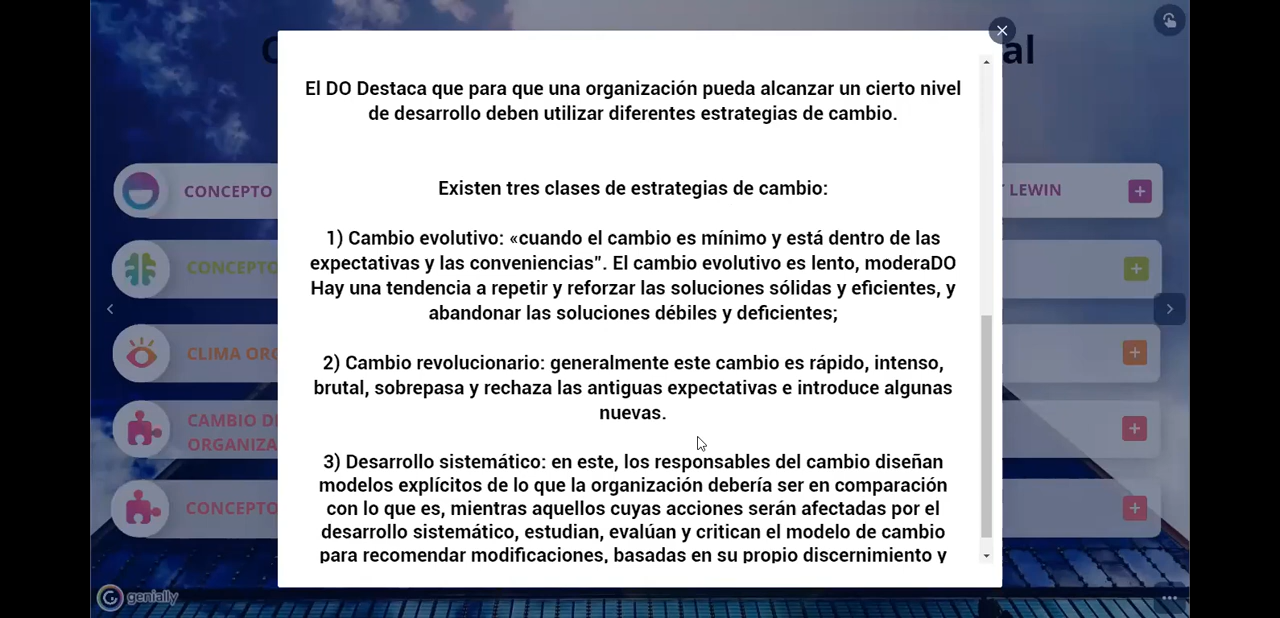 al
El DO Destaca que para que una organización pueda alcanzar un cierto nivel
de desarrollo deben utilizar diferentes estrategias de cambio.
Existen tres clases de estrategias de cambio:
CONCEPTO
LEWIN
1) Cambio evolutivo: «cuando el cambio es mínimo y está dentro de las
expectativas y las conveniencias". El cambio evolutivo es lento, moderaDO
Hay una tendencia a repetir y reforzar las soluciones sólidas y eficientes, y
abandonar las soluciones débiles y deficientes;
CONCEPTO
2) Cambio revolucionario: generalmente este cambio es rápido, intenso,
brutal, sobrepasa y rechaza las antiguas expectativas e introduce algunas
nuevas.
CLIMA ORG
CAMBIO DE
ORGANIZA
3) Desarrollo sistemático: en este, los responsables del cambio diseñan
modelos explícitos de lo que la organización debería ser en comparación
con lo que es, mientras aquellos cuyas acciones serán afectadas por el
desarrollo sistemático, estudian, evalúan y critican el modelo de cambio
para recomendar modificaciones, basadas en su propio discernimiento y
CONCEPTO
genially